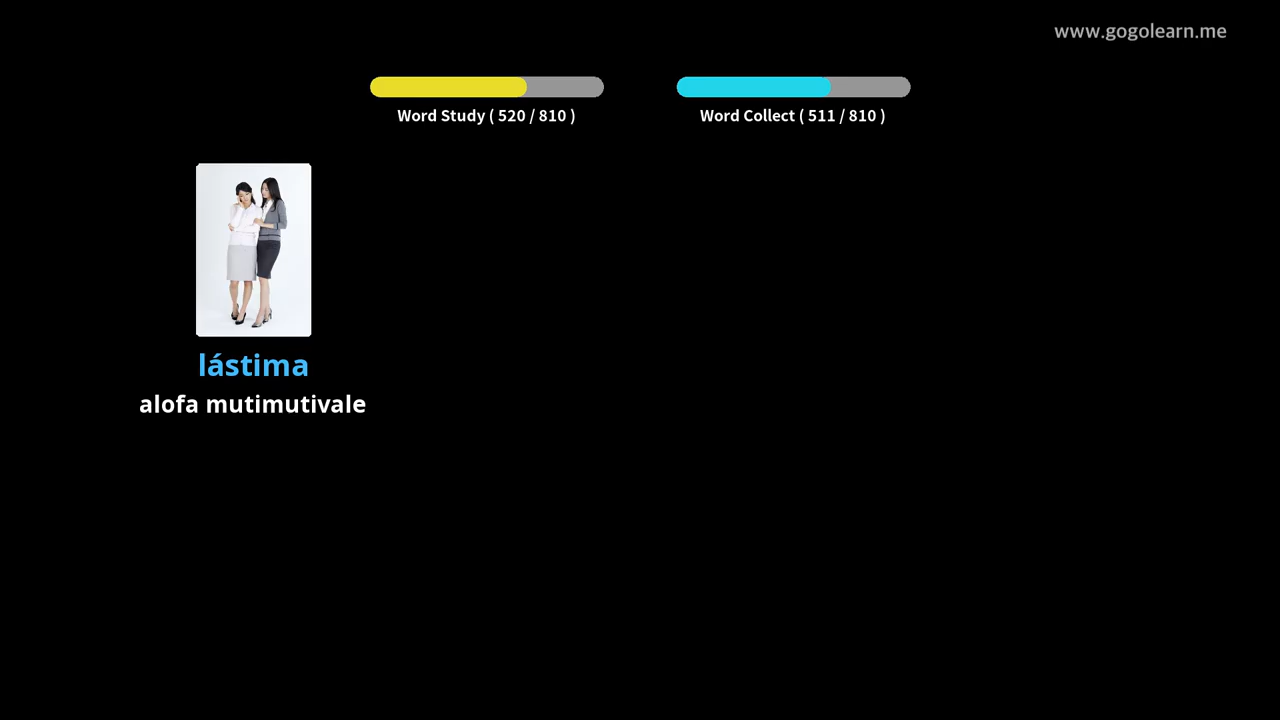 www.gogolearn.me
Word Study ( 520 / 810 )
Word Collect ( 511 / 810 )
lástima
alofa mutimutivale